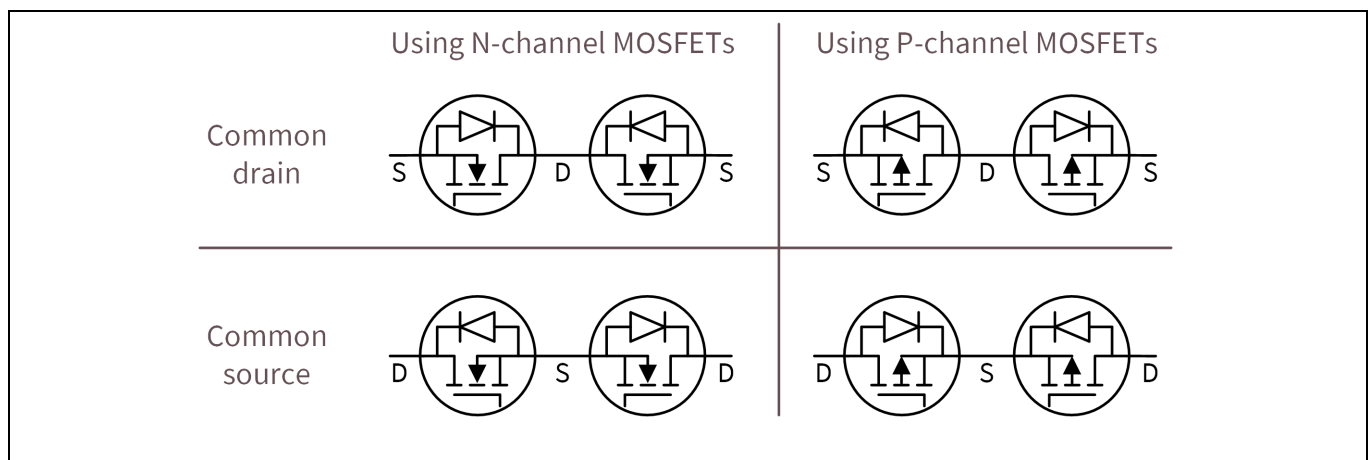 Using N-channel MOSFETs
Using P-channel MOSFETs
Common
drain
S
D
S
S
D
S
Common
source
D
S
D
D
S
D